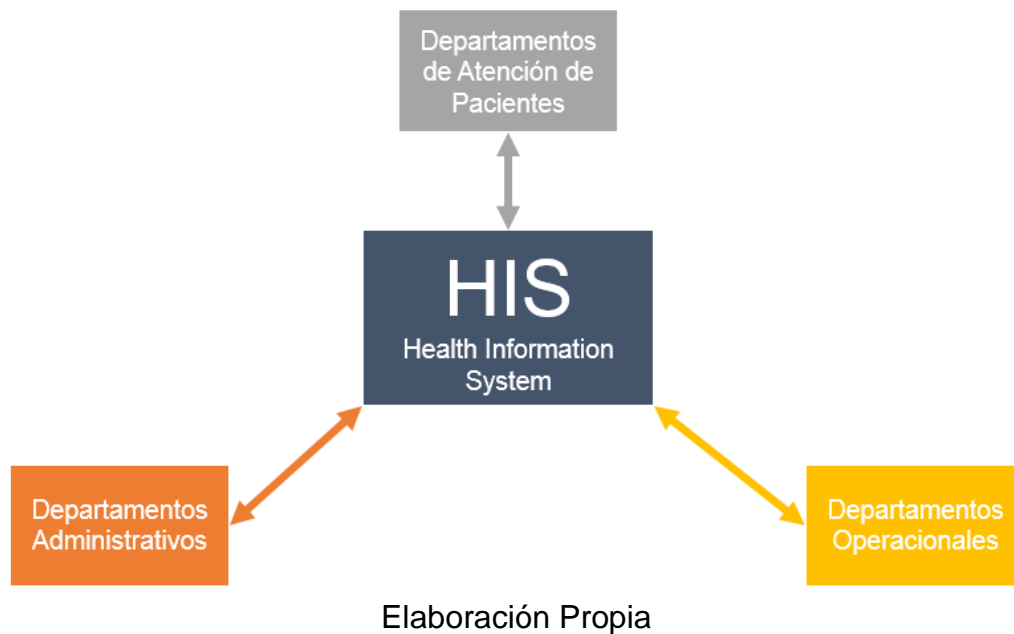 Departamentos
de Atención de
Pacientes
HIS
Health Information
System
Departamentos
Administrativos
Departamentos
Operacionales
Elaboración Propia